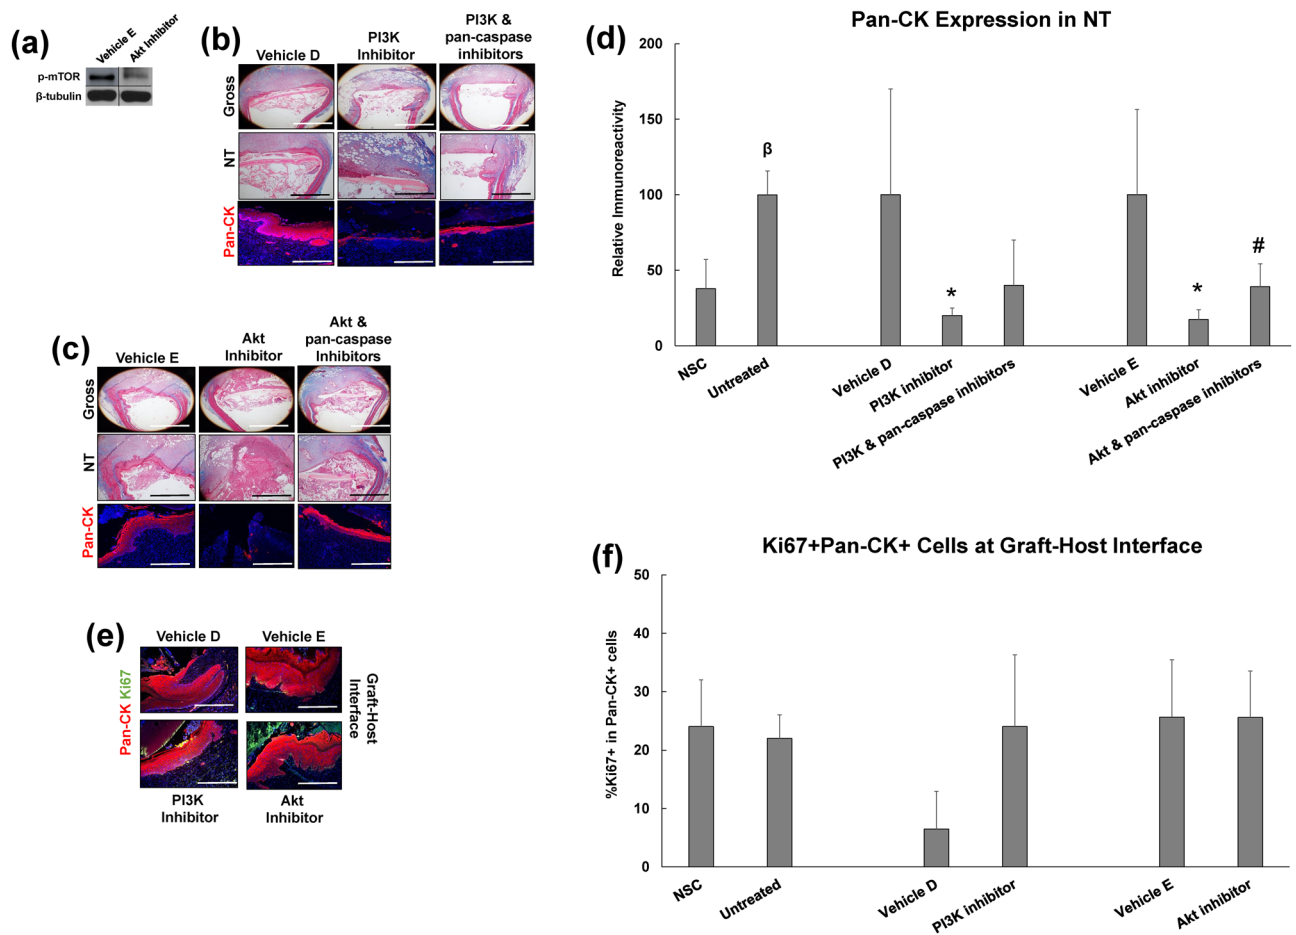 (a)
Vehicle E
Akt Inhibitor
p-mTOR
β-tubulin
(b)
Vehicle D
PI3K
Inhibitor
PI3K &
pan-caspase
inhibitors
Gross
NT
Pan-CK
(c)
Vehicle E
Akt
Inhibitor
Akt &
pan-caspase
Inhibitors
Gross
NT
Pan-CK
(d)
Pan-CK Expression in NT
Relative Immunoreactivity
200
150
100
50
0
β
*
*
#
NSC
Untreated
Vehicle D
PI3K inhibitor
PI3K & pan-caspase inhibitors
Vehicle E
Akt inhibitor
Akt & pan-caspase inhibitors
(e)
Vehicle D
Vehicle E
Pan-CK Ki67
Graft-Host
Interface
PI3K
Inhibitor
Akt
Inhibitor
(f)
Ki67+Pan-CK+ Cells at Graft-Host Interface
%Ki67+ in Pan-CK+ cells
50
40
30
20
10
0
NSC
Untreated
Vehicle D
PI3K inhibitor
Vehicle E
Akt inhibitor